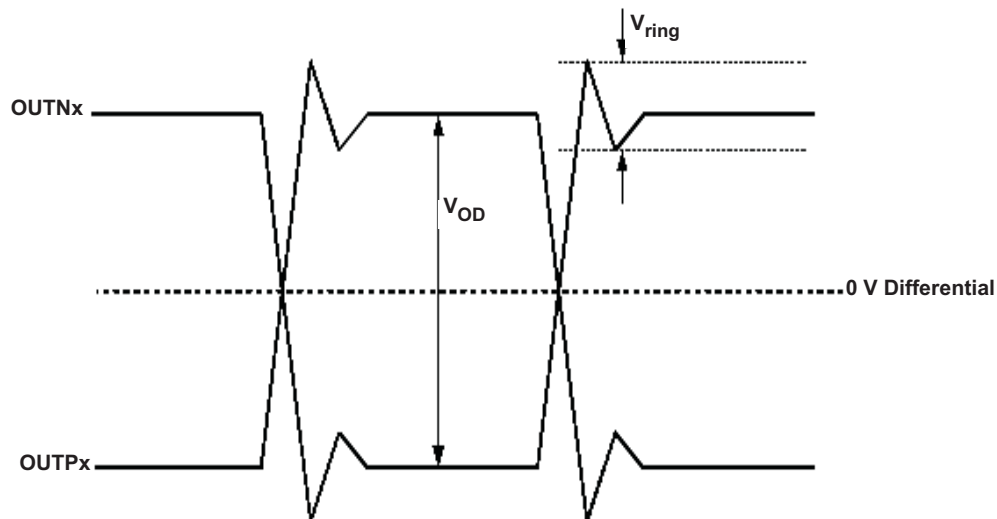 Vring
OUTNx
VOD
0 V Differential
OUTPx